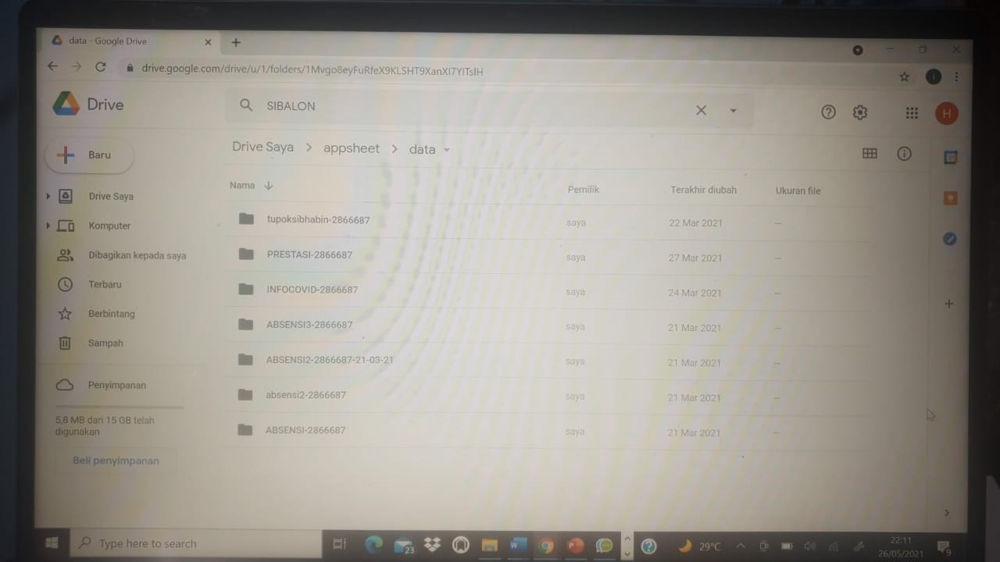 data - Google Drive
drive.google.com/drive/u/1/folders/1Mvgo8eyFuRfeX9KLSHT9XanXI7YITslH
Drive
SIBALON
H
Baru
Drive Saya > appsheet > data
Nama Pemilik Terakhir diubah Ukuran file
Drive Saya
Komputer
Dibagikan kepada saya
Terbaru
Berbintang
Sampah
Penyimpanan
5,8 MB dari 15 GB telah
digunakan
Beli penyimpanan
tupoksibhabin-2866687 saya 22 Mar 2021 —
PRESTASI-2866687 saya 27 Mar 2021 —
INFOCOVID-2866687 saya 24 Mar 2021 —
ABSENSI3-2866687 saya 21 Mar 2021 —
ABSENSI2-2866687-21-03-21 saya 21 Mar 2021 —
absensi2-2866687 saya 21 Mar 2021 —
ABSENSI-2866687 saya 21 Mar 2021 —
Type here to search
23
29°C
22:11
26/05/2021
9